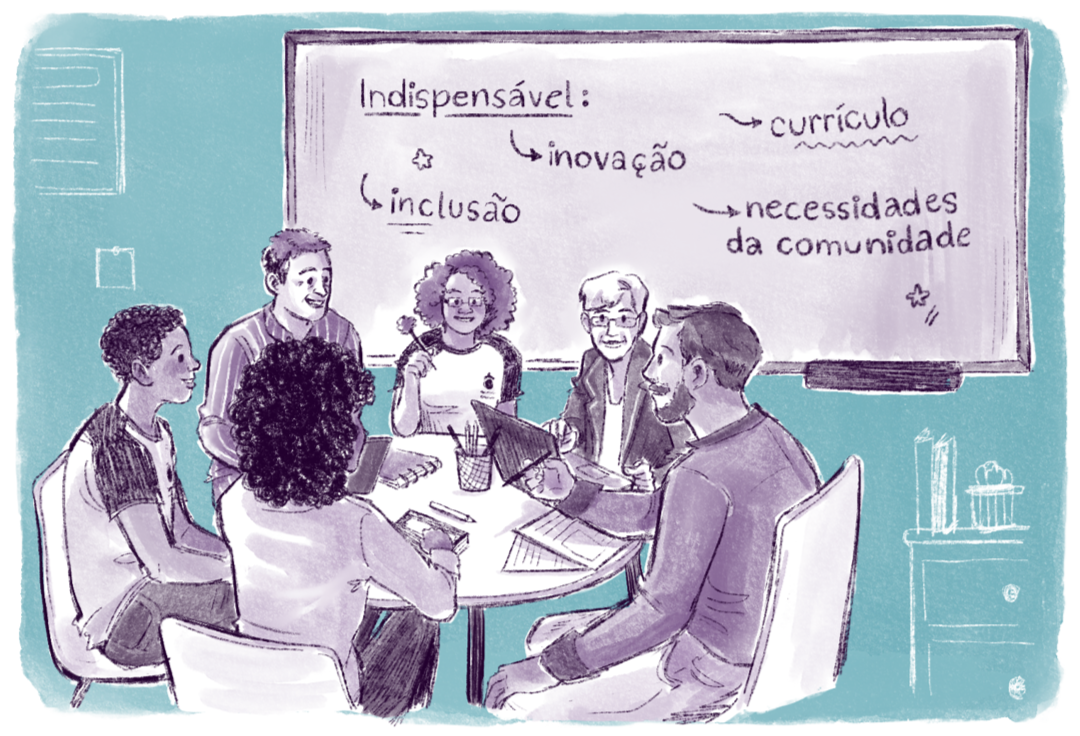 Indispensável:
inovação
inclusão
currículo
necessidades
da comunidade